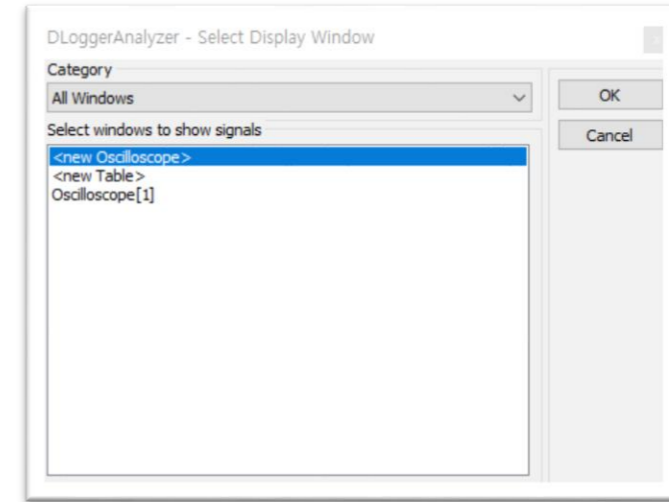 DLoggerAnalyzer - Select Display Window
Category
All Windows
OK
Select windows to show signals
Cancel
<new Oscilloscope>
<new Table>
Oscilloscope[1]